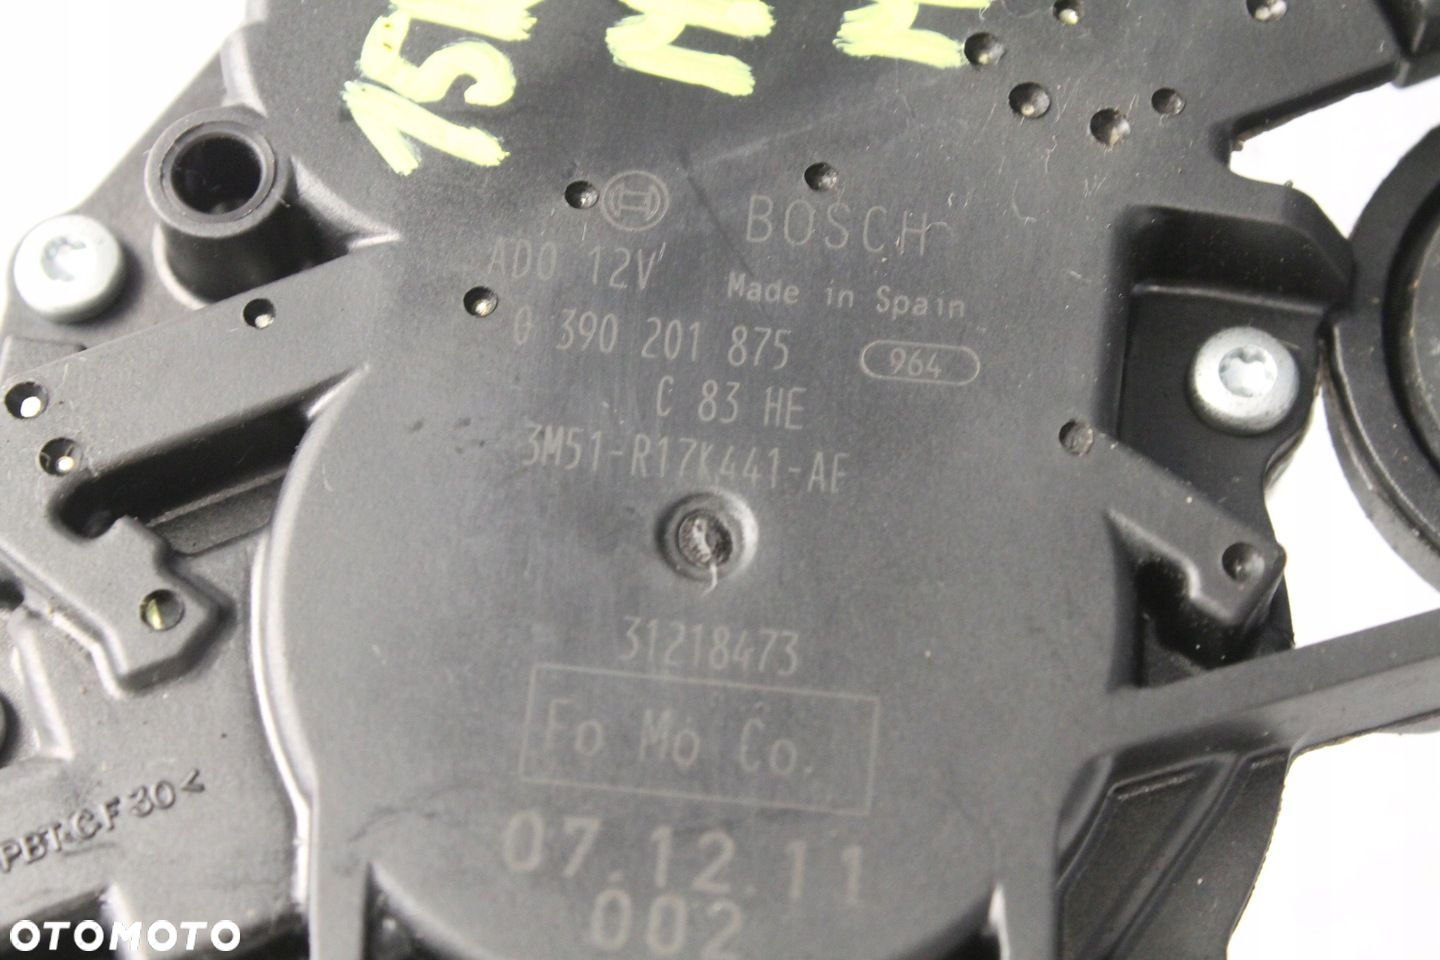 BOSCH
AD0 12V
Made in Spain
0 390 201 875
964
C 83 HE
3M51-R17K441-AE
31218473
Fo Mo Co.
07.12.11
002
PBT-GF30<
OTOMOTO